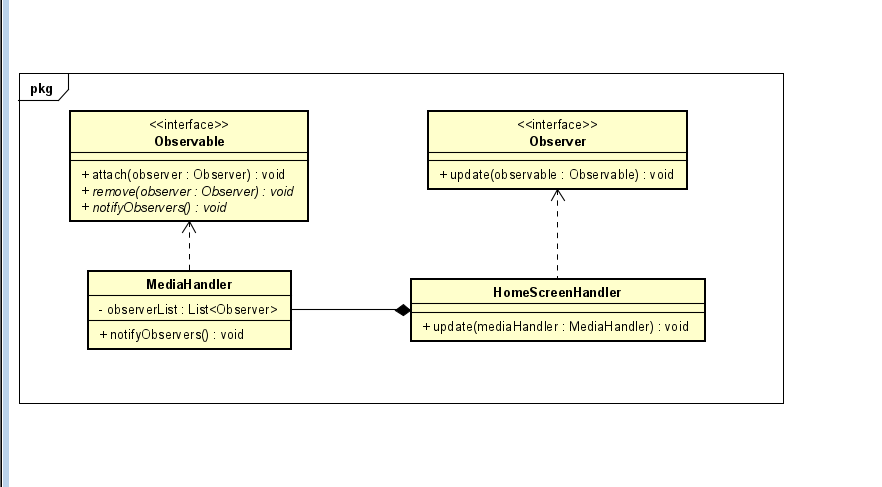 pkg
<<interface>>
Observable
+ attach(observer : Observer) : void
+ remove(observer : Observer) : void
+ notifyObservers() : void
<<interface>>
Observer
+ update(observable : Observable) : void
MediaHandler
- observerList : List<Observer>
+ notifyObservers() : void
HomeScreenHandler
+ update(mediaHandler : MediaHandler) : void